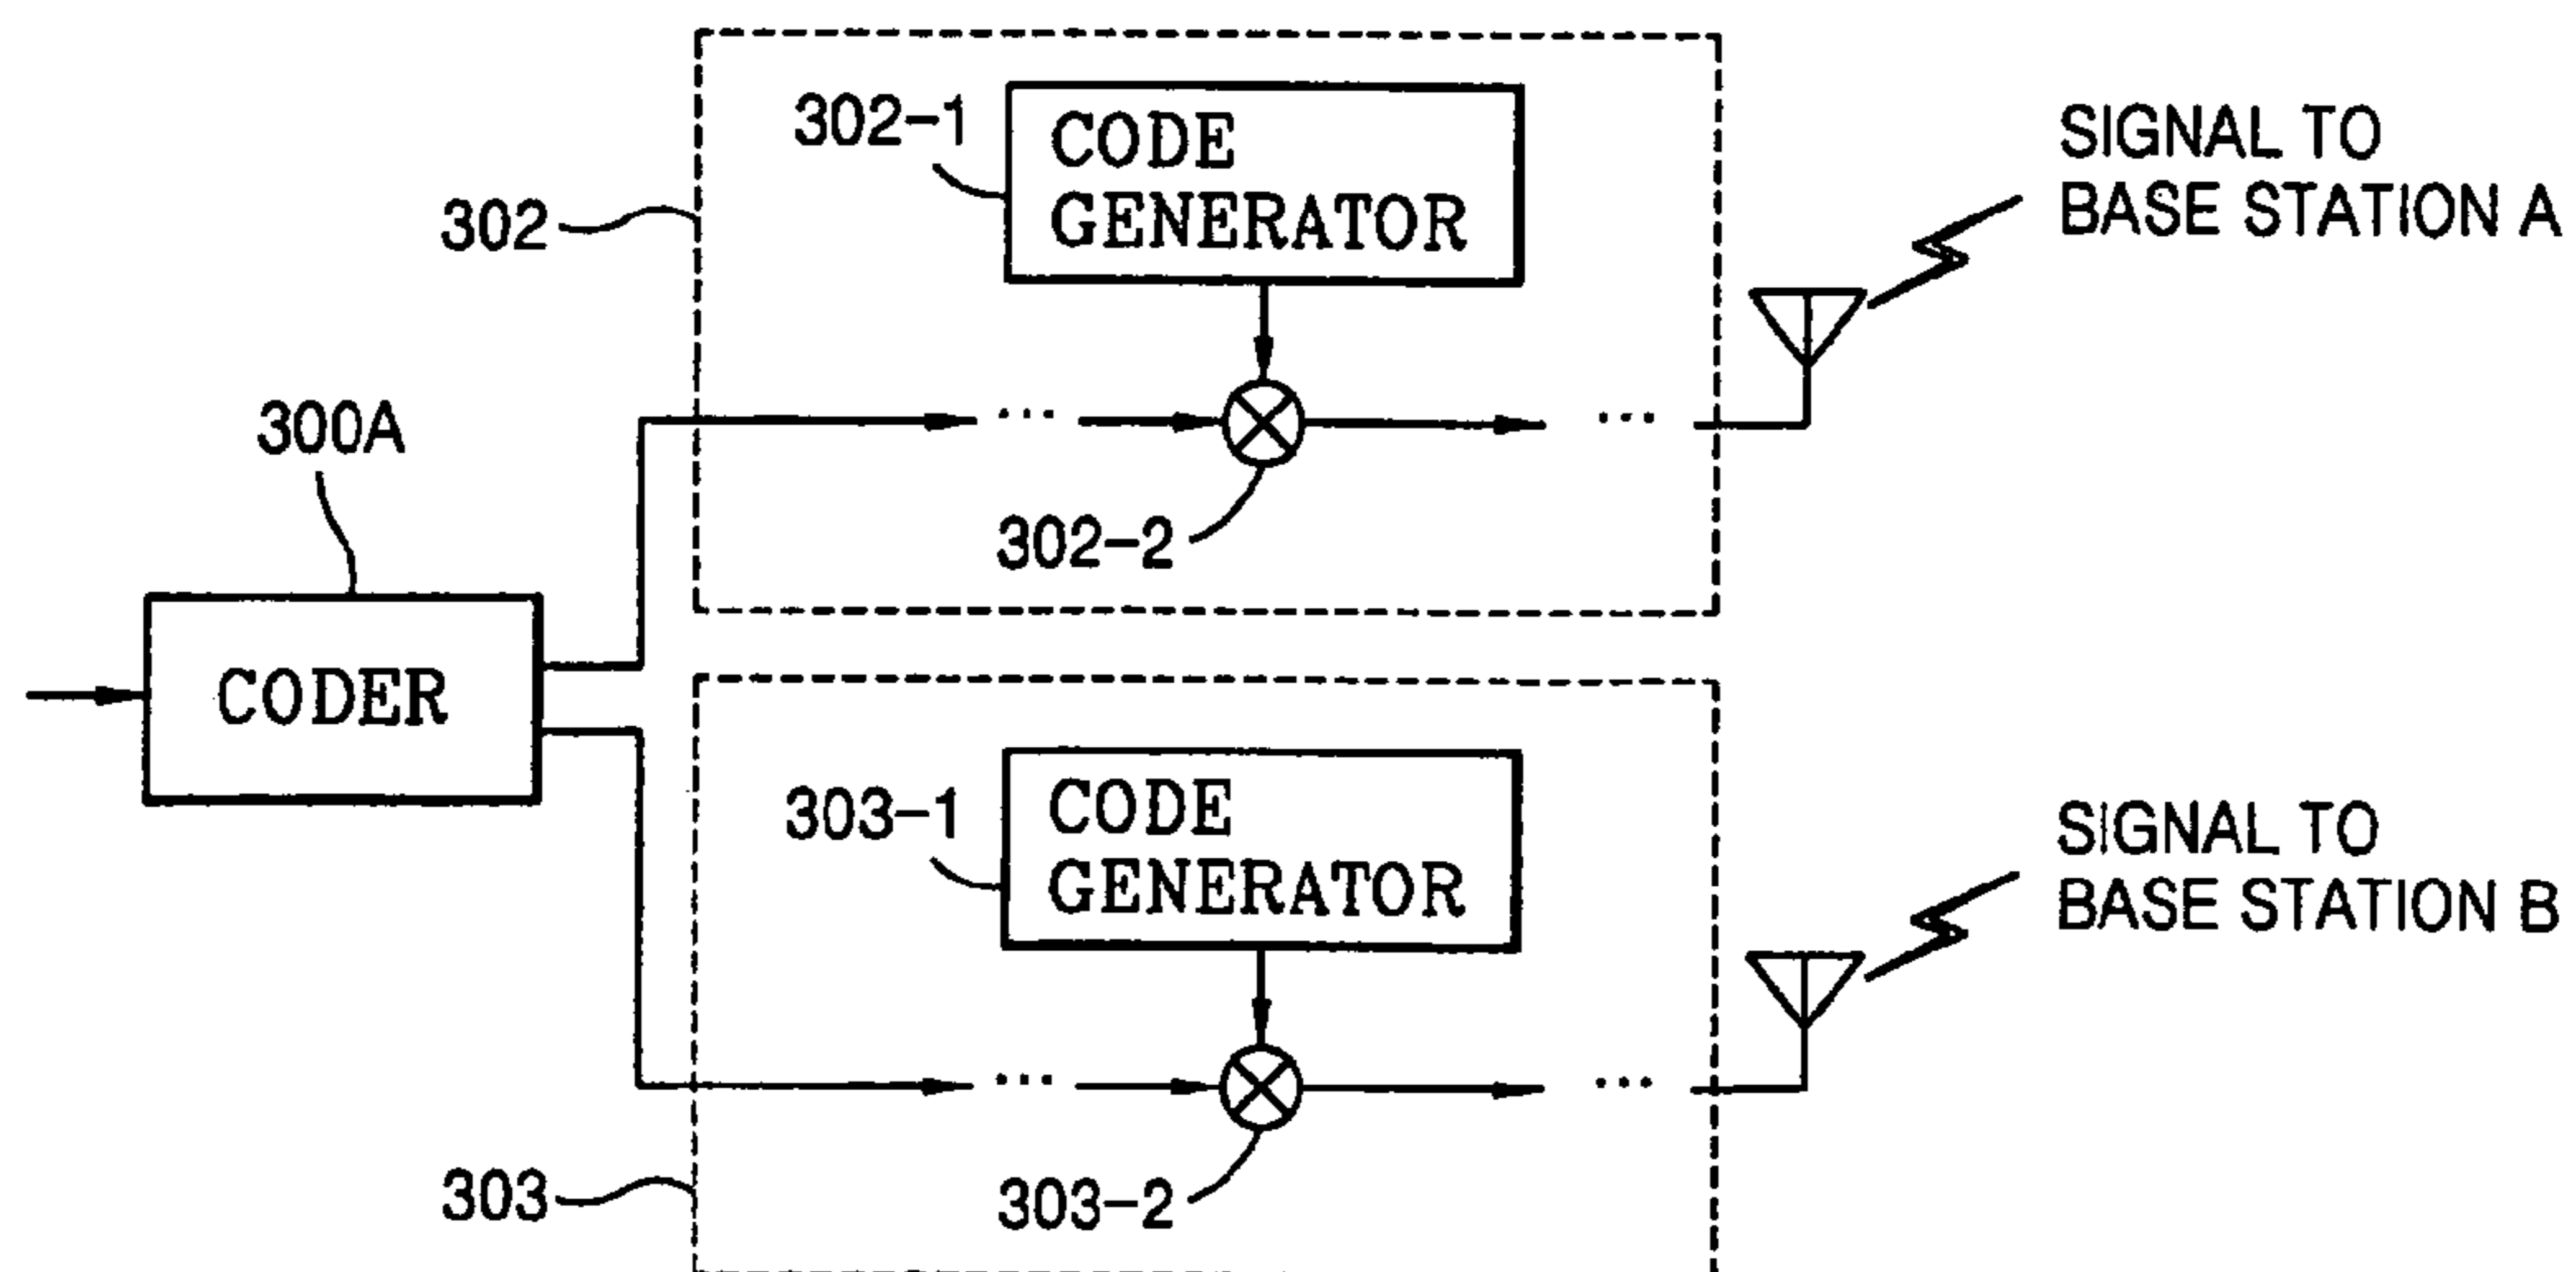 302-1
CODE
GENERATOR
SIGNAL TO
BASE STATION A
302
...
...
300A
302-2
CODER
303-1
CODE
GENERATOR
SIGNAL TO
BASE STATION B
...
...
303
303-2